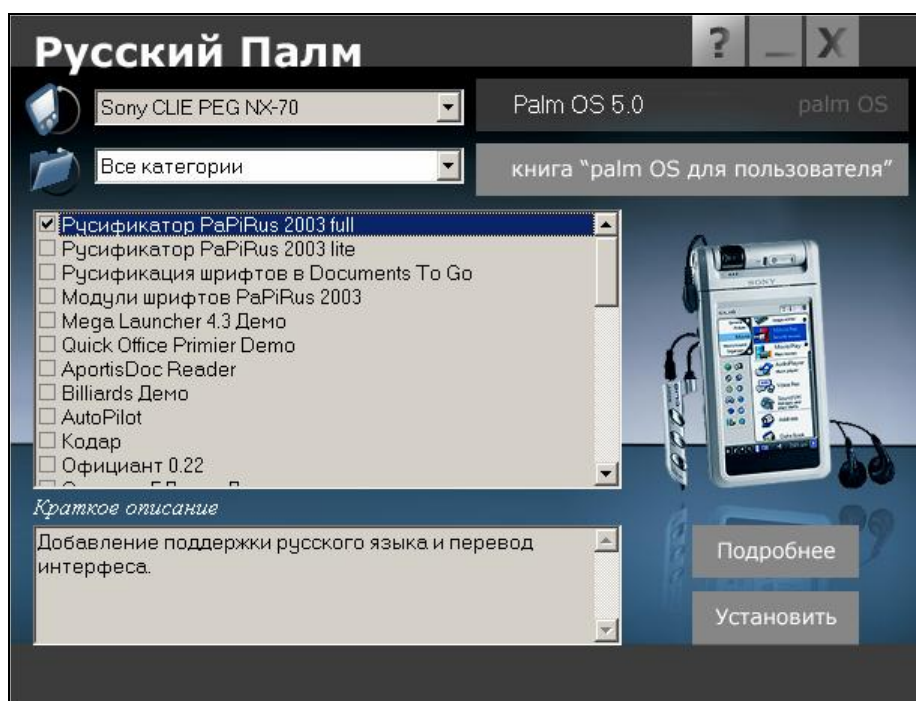 Русский Палм
? _ X
Sony CLIE PEG NX-70
Palm OS 5.0 palm OS
Все категории
книга “palm OS для пользователя”
Русификатор PaPiRus 2003 full
Русификатор PaPiRus 2003 lite
Русификация шрифтов в Documents To Go
Модули шрифтов PaPiRus 2003
Mega Launcher 4.3 Демо
Quick Office Primier Demo
AportisDoc Reader
Billiards Демо
AutoPilot
Кодар
Официант 0.22
SONY
Краткое описание
Добавление поддержки русского языка и перевод
интерфеса.
Подробнее
Установить